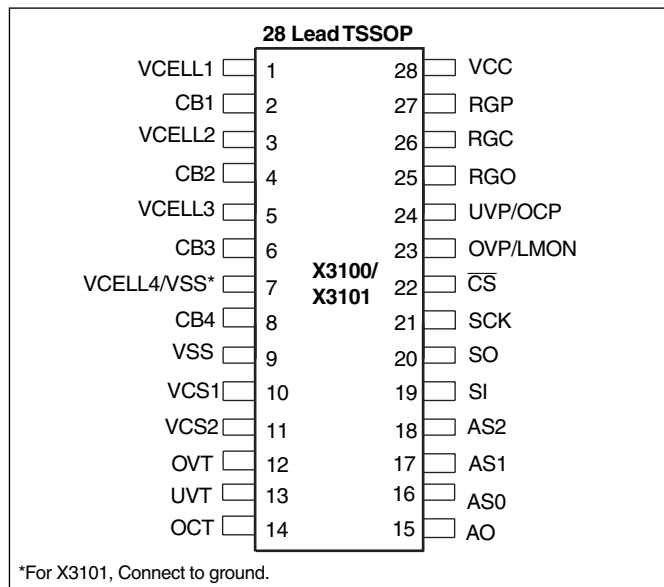 28 Lead TSSOP
VCELL1 1 28 VCC
CB1 2 27 RGP
VCELL2 3 26 RGC
CB2 4 25 RGO
VCELL3 5 24 UVP/OCP
CB3 6 23 OVP/LMON
X3100/
VCELL4/VSS* 7 22 CS
X3101
CB4 8 21 SCK
VSS 9 20 SO
VCS1 10 19 SI
VCS2 11 18 AS2
OVT 12 17 AS1
UVT 13 16 AS0
OCT 14 15 AO
*For X3101, Connect to ground.